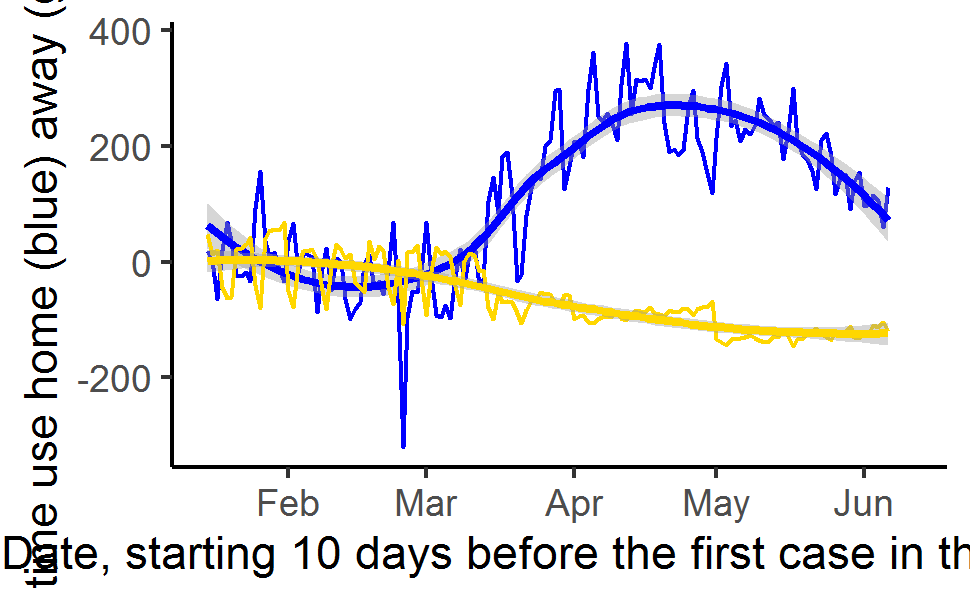 time use home (blue) away (
400
200
0
-200
Feb Mar Apr May Jun
Date, starting 10 days before the first case in th